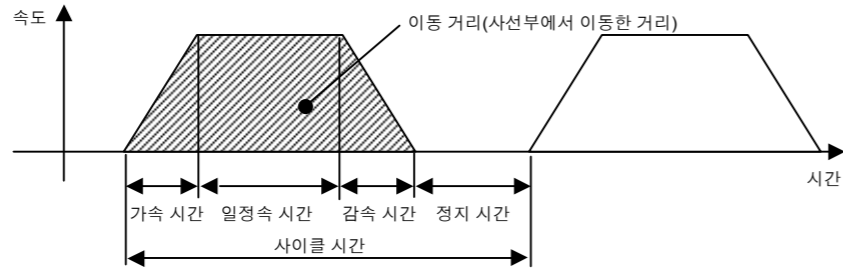 속도
이동 거리(사선부에서 이동한 거리)
시간
가속 시간 일정속 시간 감속 시간 정지 시간
사이클 시간